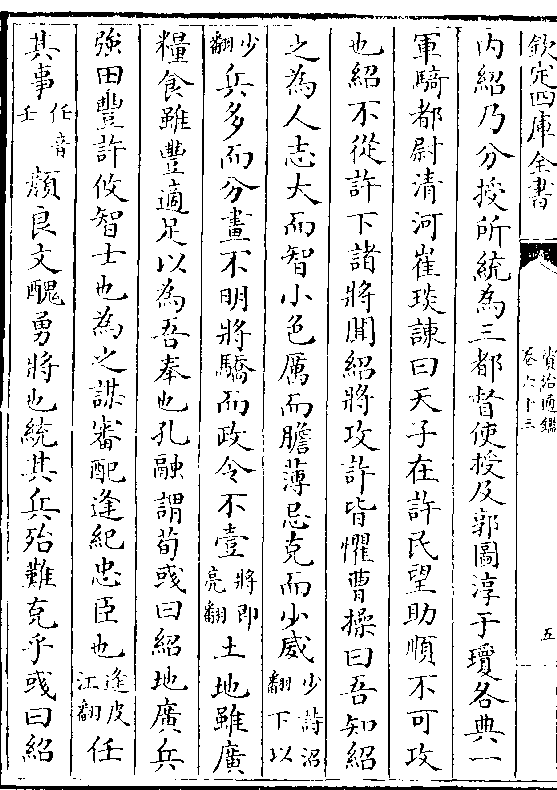 欽定四庫全書
資治通鑑
卷六十三
五
内紹乃分授所統為三都督使授及郭圖淳于瓊各典一
軍騎都尉清河崔琰諌曰天子在許民望助順不可攻
也紹不從許下諸將聞紹將攻許皆懼曹操曰吾知紹
之為人志大而智小色厲而膽薄忌克而少威少詩沼翻下以
少翻兵多而分畫不明將驕而政令不壹將即亮翻土地雖廣
糧食雖豐適足以為吾奉也孔融謂荀彧曰紹地廣兵
強田豐許攸智士也為之謀審配逢紀忠臣也逢皮江翻任
其事任音壬顔良文醜勇將也統其兵殆難克乎彧曰紹